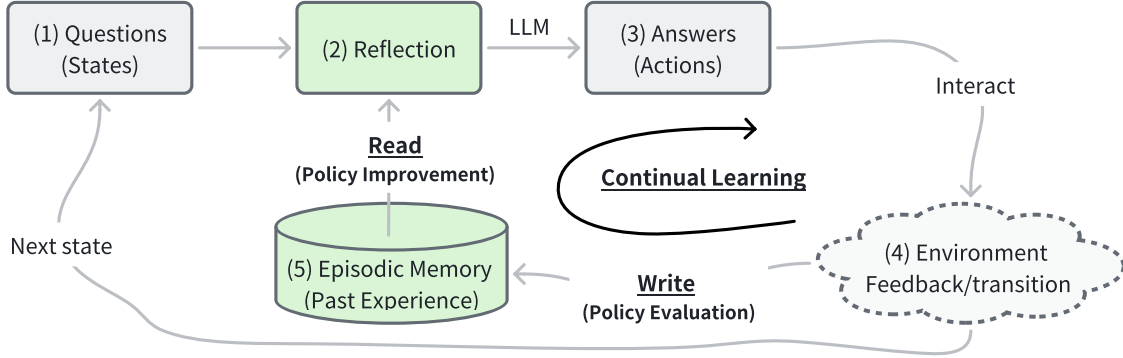 (1) Questions
(States)
(2) Reflection
LLM
(3) Answers
(Actions)
Interact
Read
(Policy Improvement)
Continual Learning
Next state
(5) Episodic Memory
(Past Experience)
Write
(Policy Evaluation)
(4) Environment
Feedback/transition